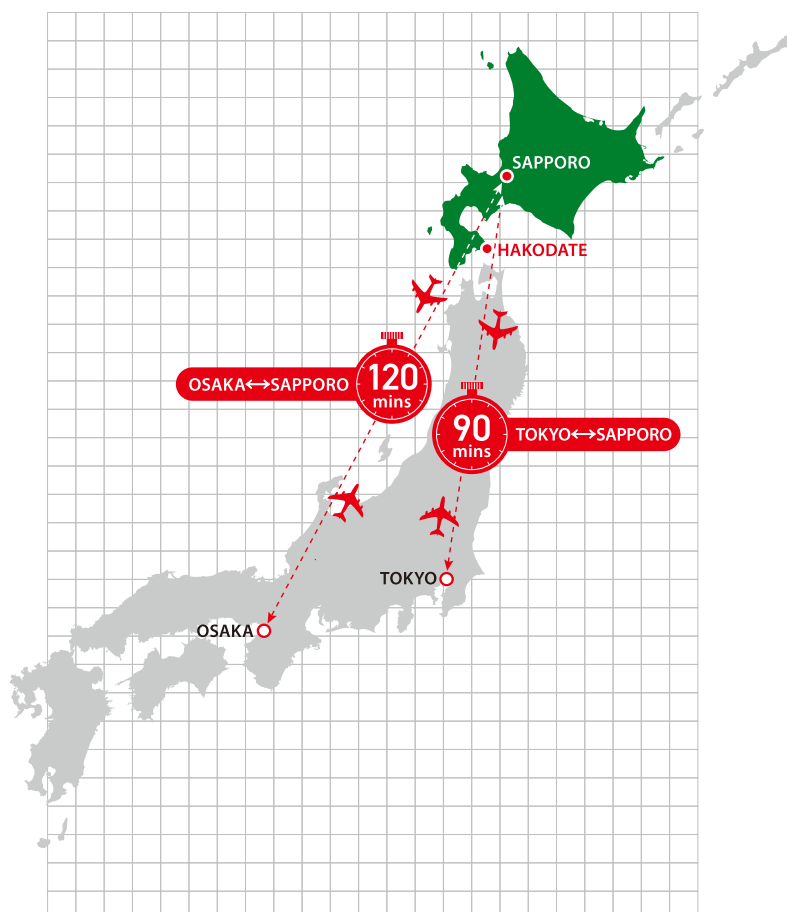 SAPPORO
HAKODATE
OSAKA↔SAPPORO
120
mins
90
mins
TOKYO↔SAPPORO
TOKYO
OSAKA